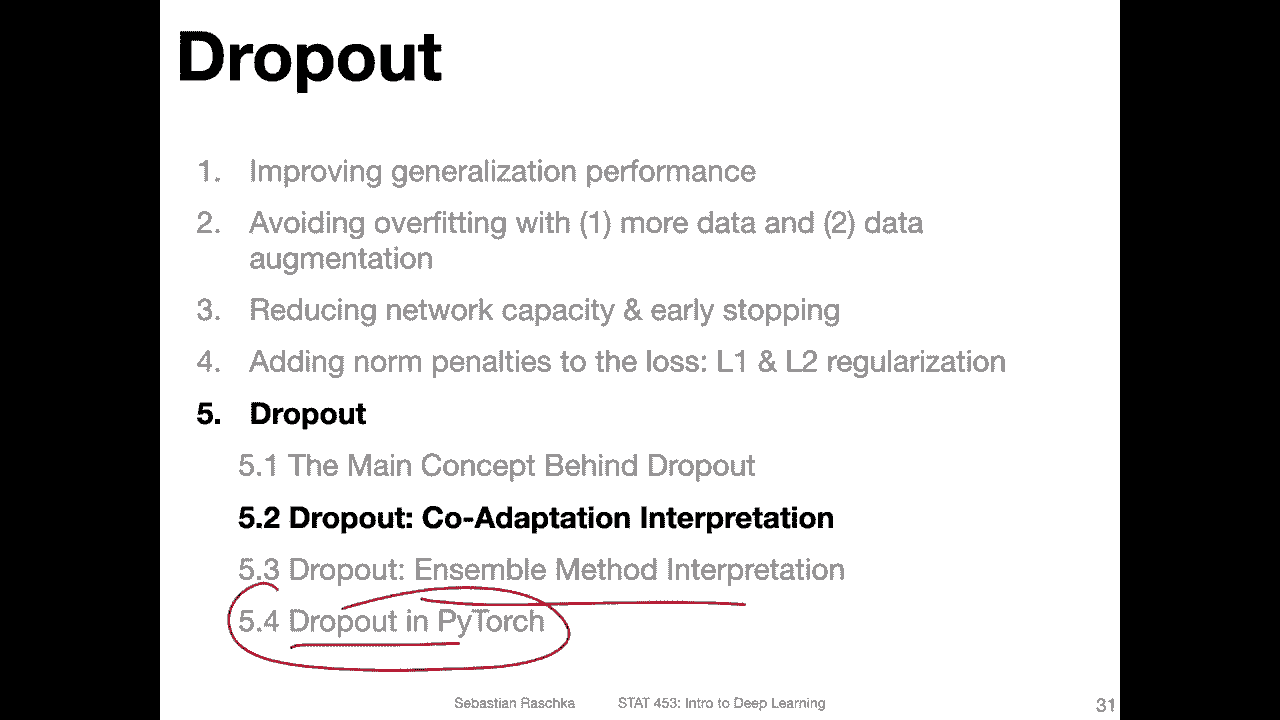 Dropout
1. Improving generalization performance
2. Avoiding overfitting with (1) more data and (2) data
augmentation
3. Reducing network capacity & early stopping
4. Adding norm penalties to the loss: L1 & L2 regularization
5. Dropout
5.1 The Main Concept Behind Dropout
5.2 Dropout: Co-Adaptation Interpretation
5.3 Dropout: Ensemble Method Interpretation
5.4 Dropout in PyTorch
Sebastian Raschka STAT 453: Intro to Deep Learning 31